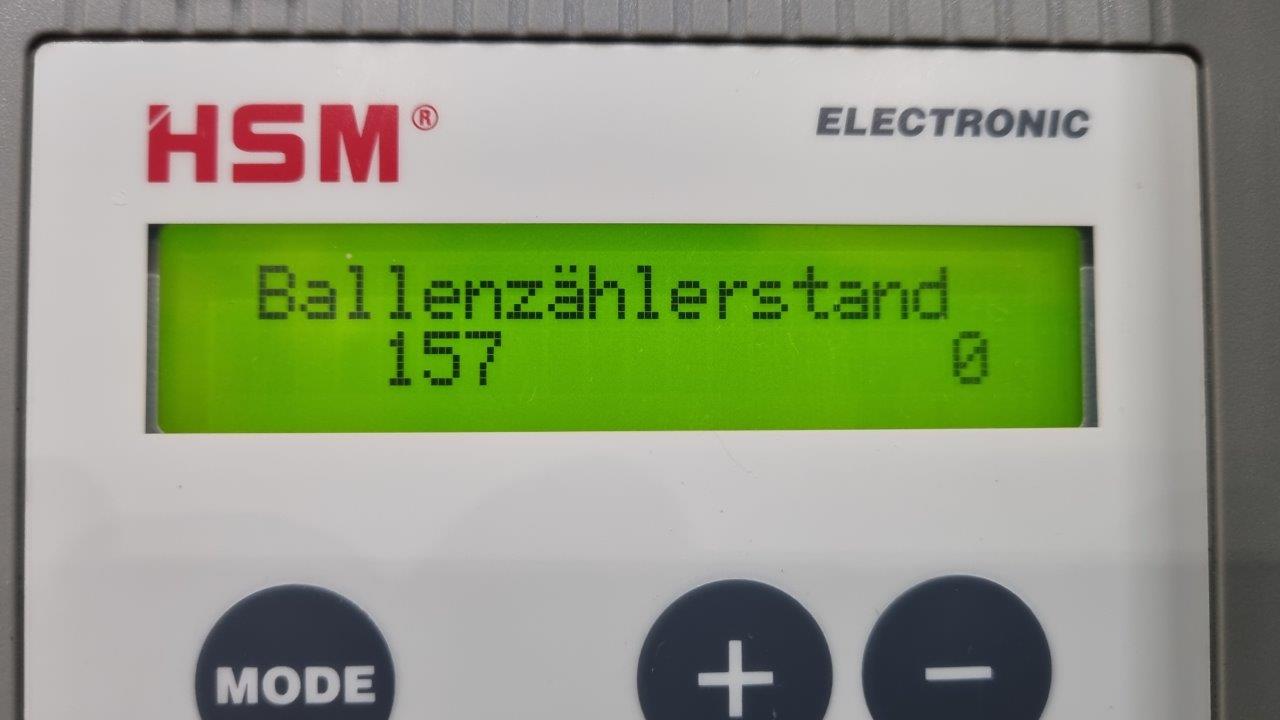 HSM® ELECTRONIC
Ballenzählerstand
157 0
MODE + −